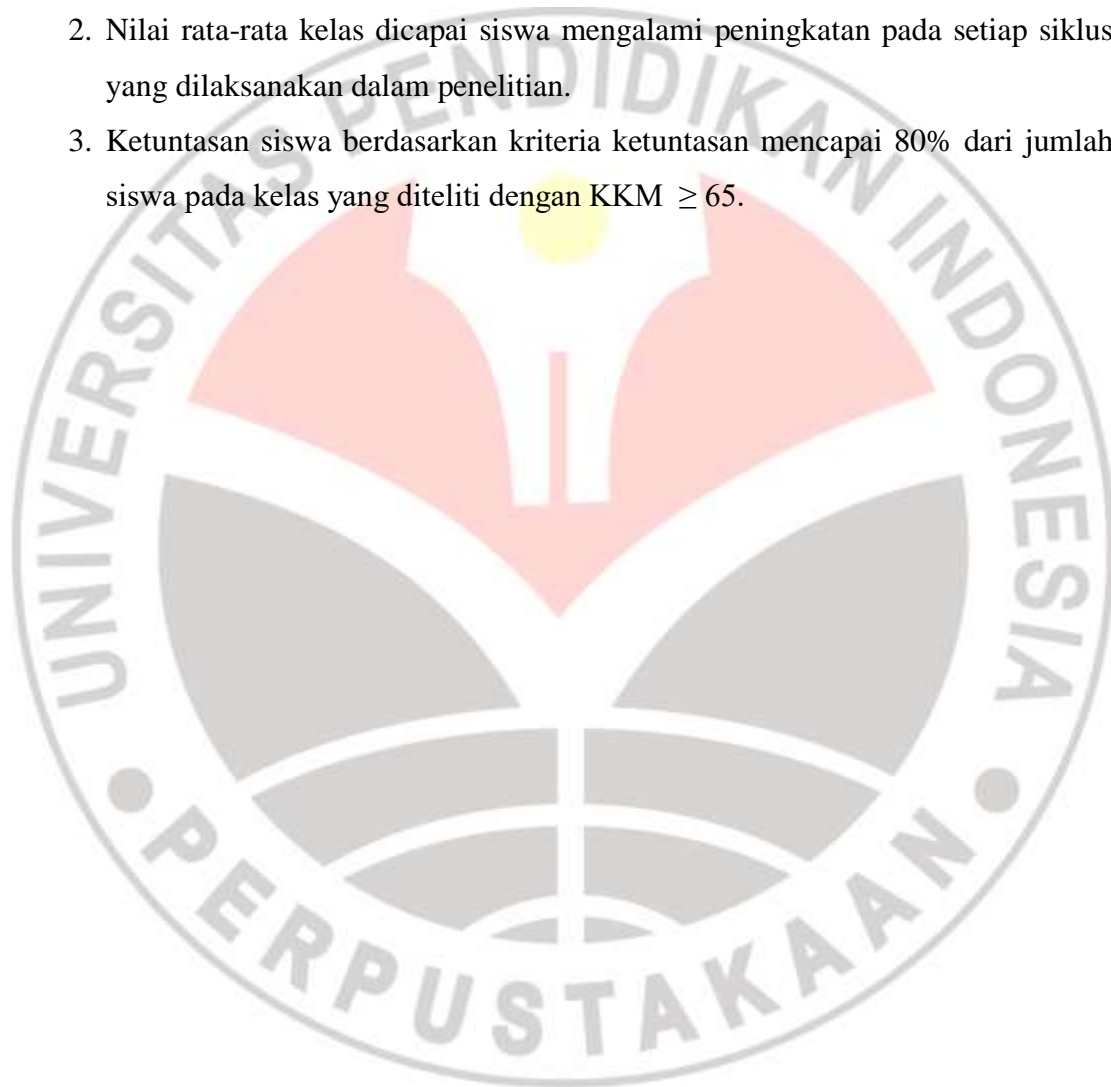 2. Nilai rata-rata kelas dicapai siswa mengalami peningkatan pada setiap siklus
yang dilaksanakan dalam penelitian.
3. Ketuntasan siswa berdasarkan kriteria ketuntasan mencapai 80% dari jumlah
siswa pada kelas yang diteliti dengan KKM ≥ 65.
UNIVERSITAS PENDIDIKAN INDONESIA
PERPUSTAKAAN